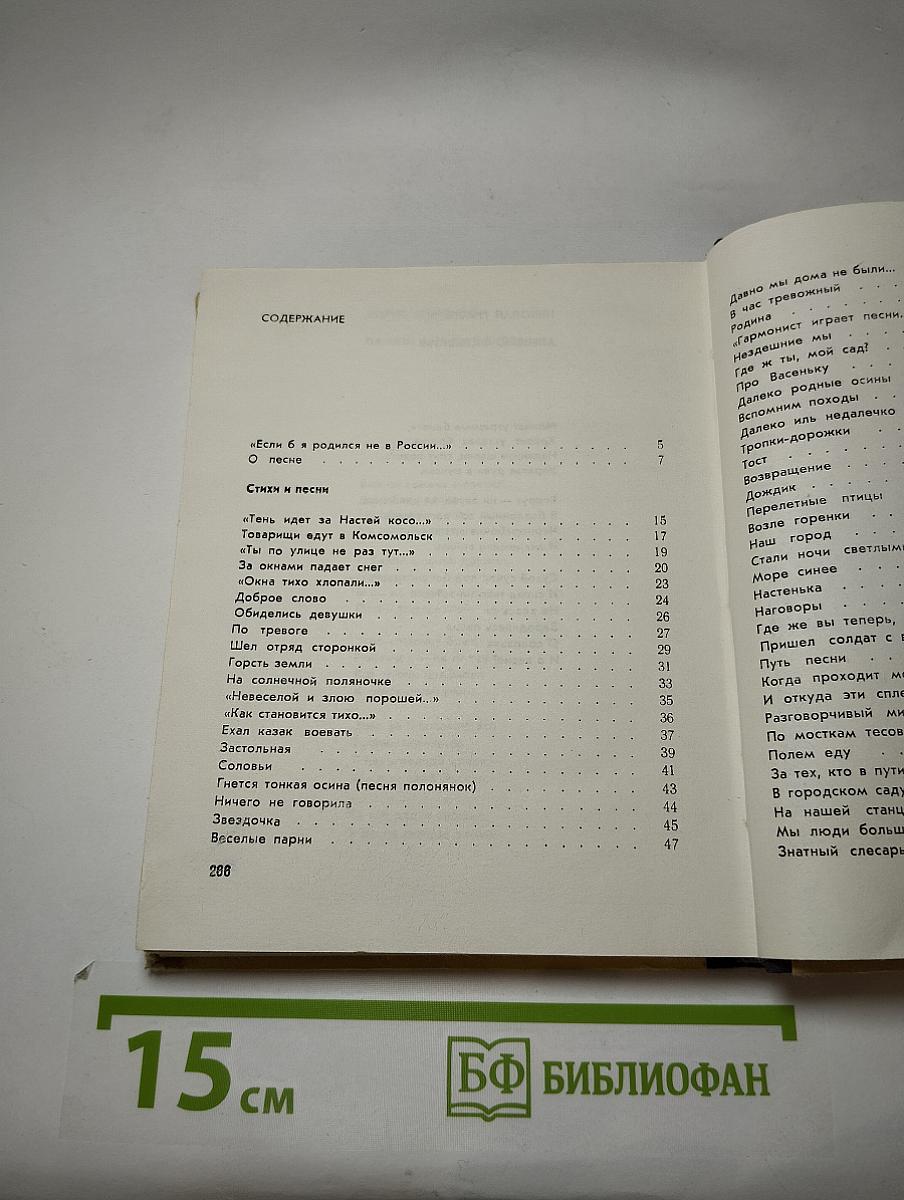 СОДЕРЖАНИЕ
«Если б я родился не в России...» . . . . . . . . . . . 5
О песне . . . . . . . . . . . . . . . . . . . 7
Стихи и песни
«Тень идет за Настей косо...» . . . . . . . . . . . . 15
Товарищи едут в Комсомольск . . . . . . . . . . . . 17
«Ты по улице не раз тут...» . . . . . . . . . . . . . 19
За окнами падает снег . . . . . . . . . . . . . . 20
«Окна тихо хлопали...» . . . . . . . . . . . . . . 23
Доброе слово . . . . . . . . . . . . . . . . . 24
Обиделись девушки . . . . . . . . . . . . . . . 26
По тревоге . . . . . . . . . . . . . . . . . . 27
Шел отряд сторонкой . . . . . . . . . . . . . . 29
Горсть земли . . . . . . . . . . . . . . . . . 31
На солнечной поляночке . . . . . . . . . . . . . 33
«Невеселой и злою порошей..» . . . . . . . . . . . 35
«Как становится тихо...» . . . . . . . . . . . . . . 36
Ехал казак воевать . . . . . . . . . . . . . . . 37
Застольная . . . . . . . . . . . . . . . . . . 39
Соловьи . . . . . . . . . . . . . . . . . . . 41
Гнется тонкая осина (песня полонянок) . . . . . . . . . 43
Ничего не говорила . . . . . . . . . . . . . . . 44
Звездочка . . . . . . . . . . . . . . . . . . 45
Веселые парни . . . . . . . . . . . . . . . . . 47
266
Давно мы дома не были...
В час тревожный . . .
Родина . . . . . .
«Гармонист играет песни.
Нездешние мы . . .
Где ж ты, мой сад? . .
Про Васеньку . . .
Далеко родные осины
Вспомним походы . .
Далеко иль недалечко
Тропки-дорожки . .
Тост . . . . . .
Возвращение . . .
Дождик . . . . .
Перелетные птицы
Возле горенки . .
Наш город . . .
Стали ночи светлыми
Море синее . . .
Настенька . . . .
Наговоры . . . .
Где же вы теперь,
Пришел солдат с
Путь песни . . .
Когда проходит
И откуда эти
Разговорчивый
По мосткам
Полем еду . . .
За тех, кто в пути
В городском саду
На нашей
Мы люди
Знатный слесарь
15 см
БФ БИБЛИОФАН